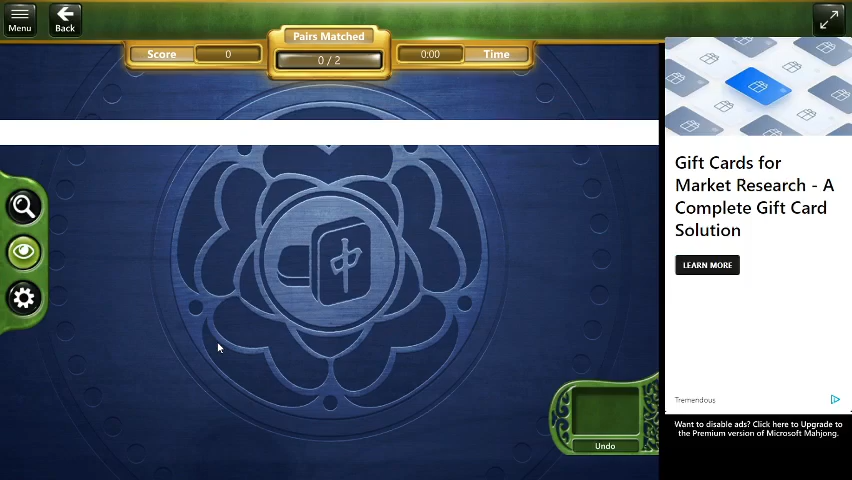 Menu
Back
Pairs Matched
Score 0
0 / 2
0:00 Time
中
Undo
Gift Cards for
Market Research - A
Complete Gift Card
Solution
LEARN MORE
Tremendous
Want to disable ads? Click here to Upgrade to
the Premium version of Microsoft Mahjong.